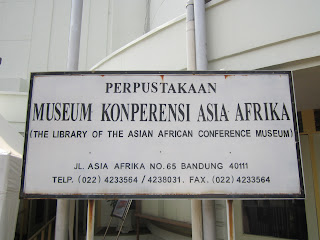 PERPUSTAKAAN
MUSEUM KONPERENSI ASIA AFRIKA
(THE LIBRARY OF THE ASIAN AFRICAN CONFERENCE MUSEUM)
JL. ASIA AFRIKA NO. 65 BANDUNG 40111
TELP. (022) 4233564 / 4238031. FAX. (022) 4233564